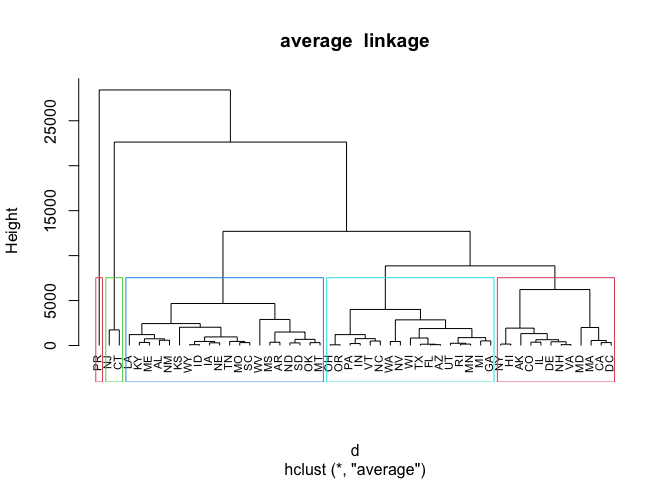 average linkage
Height
0 5000 15000 25000
PR NJ CT LA KY ME AL NM KS WY ID IA NE TN MO SC WV MS AR ND SD OK MT OH OR PA IN VT NC WA NV WI TX FL AZ UT RI MN MI GA NY HI AK CO IL DE NH VA MD MA CA DC
d
hclust (*, "average")